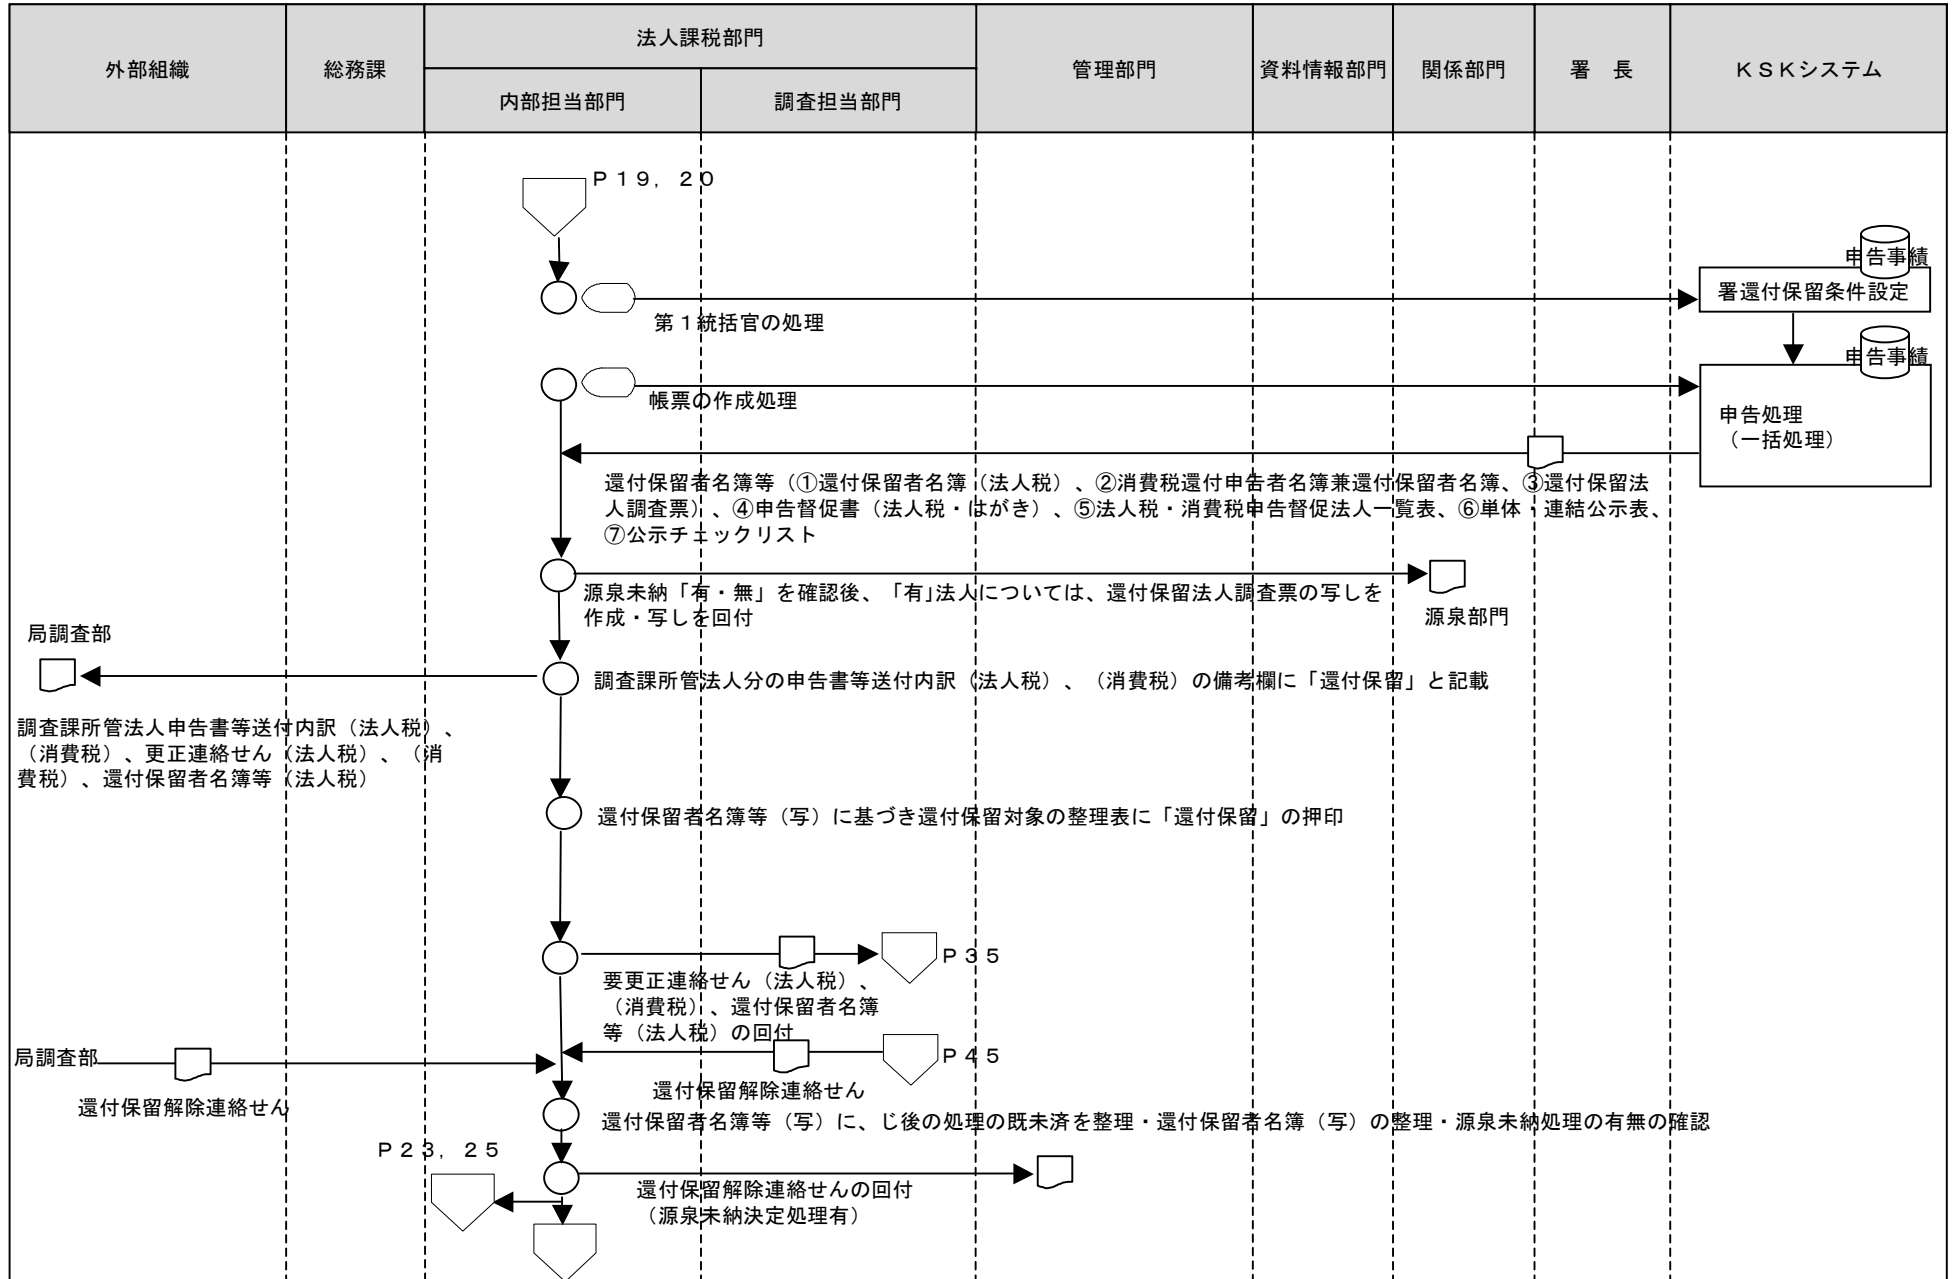 外部組織
総務課
法人課税部門
内部担当部門
調査担当部門
管理部門
資料情報部門
関係部門
署　長
ＫＳＫシステム
Ｐ１９，２０
申告事績
署還付保留条件設定
第１統括官の処理
申告事績
帳票の作成処理
申告処理
（一括処理）
還付保留者名簿等（①還付保留者名簿（法人税）、②消費税還付申告者名簿兼還付保留者名簿、③還付保留法
人調査票）、④申告督促書（法人税・はがき）、⑤法人税・消費税申告督促法人一覧表、⑥単体・連結公示表、
⑦公示チェックリスト
源泉未納「有・無」を確認後、「有」法人については、還付保留法人調査票の写しを
作成・写しを回付
源泉部門
局調査部
調査課所管法人分の申告書等送付内訳（法人税）、（消費税）の備考欄に「還付保留」と記載
調査課所管法人申告書等送付内訳（法人税）、
（消費税）、更正連絡せん（法人税）、（消
費税）、還付保留者名簿等（法人税）
還付保留者名簿等（写）に基づき還付保留対象の整理表に「還付保留」の押印
Ｐ３５
要更正連絡せん（法人税）、
（消費税）、還付保留者名簿
等（法人税）の回付
局調査部
Ｐ４５
還付保留解除連絡せん
還付保留解除連絡せん
還付保留者名簿等（写）に、じ後の処理の既未済を整理・還付保留者名簿（写）の整理・源泉未納処理の有無の確認
Ｐ２３，２５
還付保留解除連絡せんの回付
（源泉未納決定処理有）